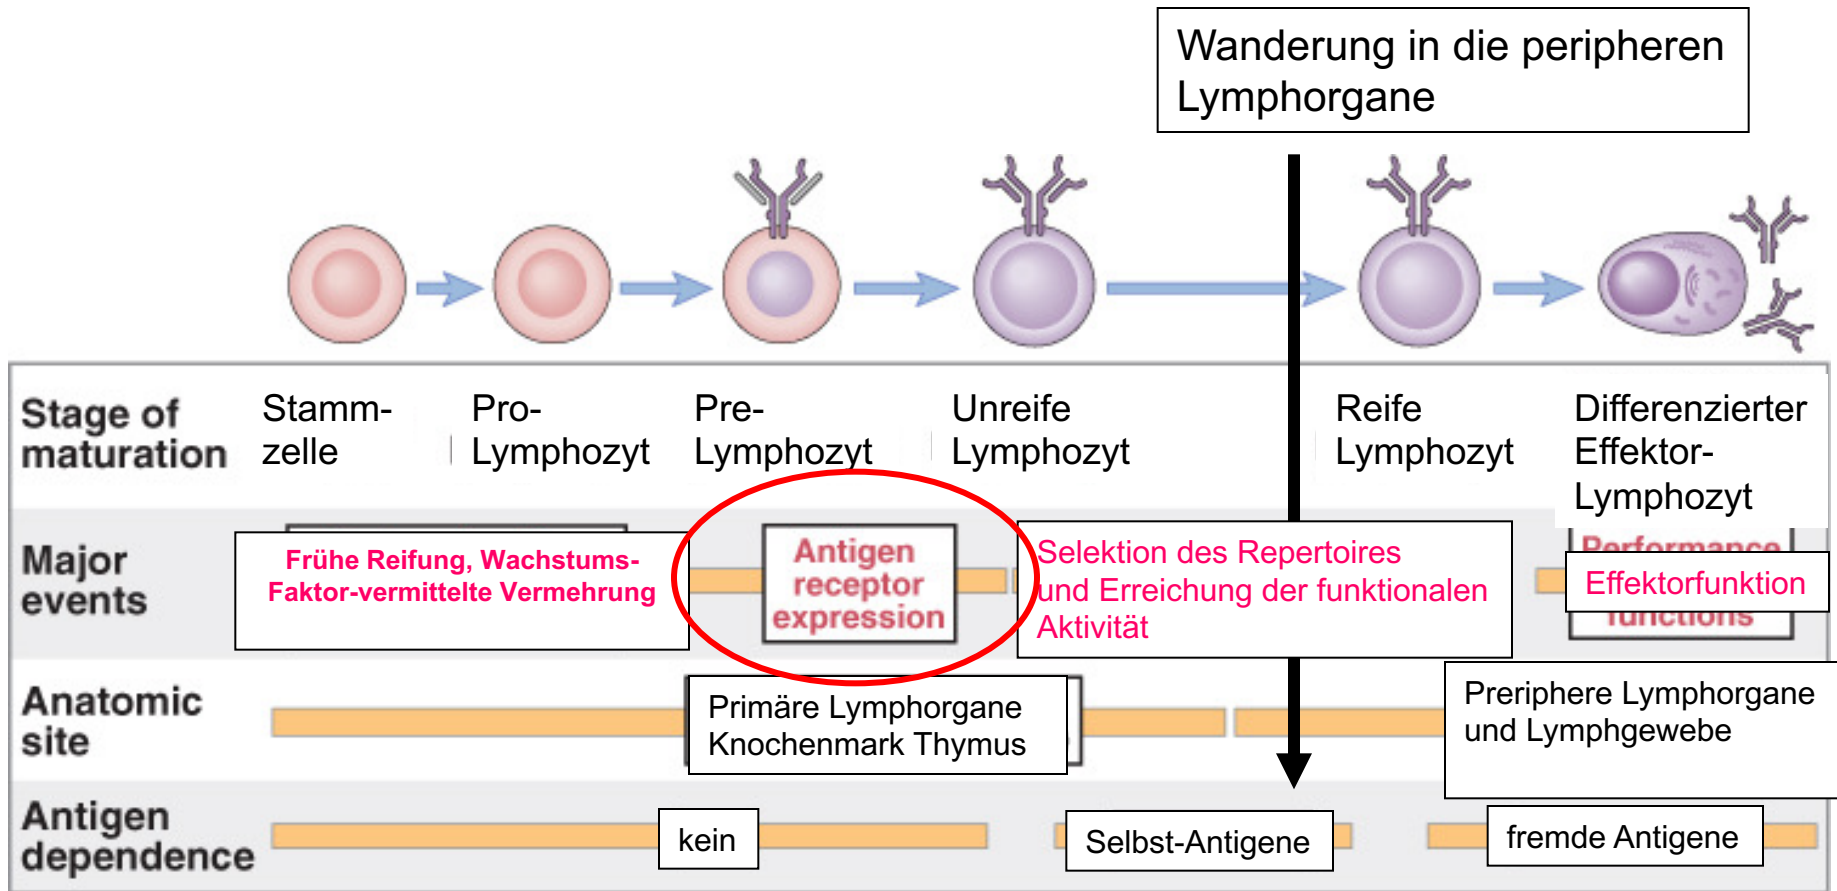 Wanderung in die peripheren
Lymphorgane
Stage of
maturation
Stamm-
zelle
Pro-
Lymphozyt
Pre-
Lymphozyt
Unreife
Lymphozyt
Reife
Lymphozyt
Differenzierter
Effektor-
Lymphozyt
Major
events
Frühe Reifung, Wachstums-
Faktor-vermittelte Vermehrung
Antigen
receptor
expression
Selektion des Repertoires
und Erreichung der funktionalen
Aktivität
Performance
Effektorfunktion
functions
Anatomic
site
Primäre Lymphorgane
Knochenmark Thymus
Preriphere Lymphorgane
und Lymphgewebe
Antigen
dependence
kein
Selbst-Antigene
fremde Antigene